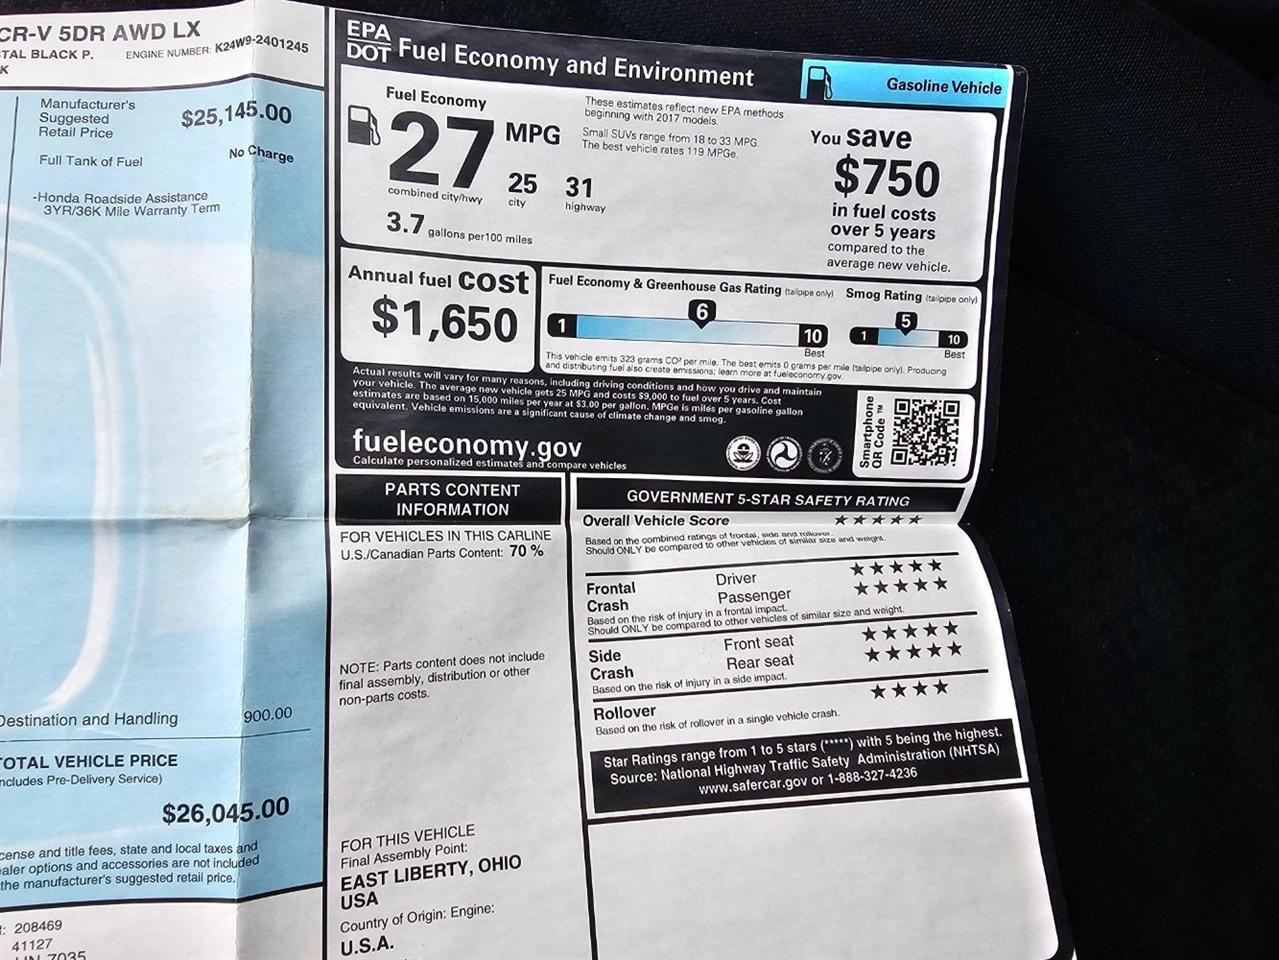 CR-V 5DR AWD LX
TAL BLACK P.
ENGINE NUMBER: K24W9-2401245
K
Manufacturer's
Suggested
Retail Price
$25,145.00
Full Tank of Fuel
No Charge
-Honda Roadside Assistance
3YR/36K Mile Warranty Term
Destination and Handling
900.00
TOTAL VEHICLE PRICE
(Includes Pre-Delivery Service)
$26,045.00
cense and title fees, state and local taxes and
ealer options and accessories are not included
the manufacturer's suggested retail price.
208469
41127
7035
EPA
DOT
Fuel Economy and Environment
Gasoline Vehicle
Fuel Economy
27 MPG
combined city/hwy
25
city
31
highway
3.7 gallons per 100 miles
These estimates reflect new EPA methods
beginning with 2017 models.
Small SUVs range from 18 to 33 MPG.
The best vehicle rates 119 MPGe.
You save
$750
in fuel costs
over 5 years
compared to the
average new vehicle.
Annual fuel cost
$1,650
Fuel Economy & Greenhouse Gas Rating (tailpipe only)
1
6
10
Best
Smog Rating (tailpipe only)
1
5
10
Best
This vehicle emits 323 grams CO² per mile. The best emits 0 grams per mile (tailpipe only). Producing
and distributing fuel also create emissions; learn more at fueleconomy.gov.
Actual results will vary for many reasons, including driving conditions and how you drive and maintain
your vehicle. The average new vehicle gets 25 MPG and costs $9,000 to fuel over 5 years. Cost
estimates are based on 15,000 miles per year at $3.00 per gallon. MPGe is miles per gasoline gallon
equivalent. Vehicle emissions are a significant cause of climate change and smog.
fueleconomy.gov
Calculate personalized estimates and compare vehicles
Smartphone
QR Code™
PARTS CONTENT
INFORMATION
FOR VEHICLES IN THIS CARLINE
U.S./Canadian Parts Content: 70 %
NOTE: Parts content does not include
final assembly, distribution or other
non-parts costs.
FOR THIS VEHICLE
Final Assembly Point:
EAST LIBERTY, OHIO
USA
Country of Origin: Engine:
U.S.A.
GOVERNMENT 5-STAR SAFETY RATING
Overall Vehicle Score ★★★★★
Based on the combined ratings of frontal, side and rollover.
Should ONLY be compared to other vehicles of similar size and weight.
Frontal
Crash
Driver ★★★★★
Passenger ★★★★★
Based on the risk of injury in a frontal impact.
Should ONLY be compared to other vehicles of similar size and weight.
Side
Crash
Front seat ★★★★★
Rear seat ★★★★★
Based on the risk of injury in a side impact.
Rollover ★★★★
Based on the risk of rollover in a single vehicle crash.
Star Ratings range from 1 to 5 stars (*****) with 5 being the highest.
Source: National Highway Traffic Safety Administration (NHTSA)
www.safercar.gov or 1-888-327-4236